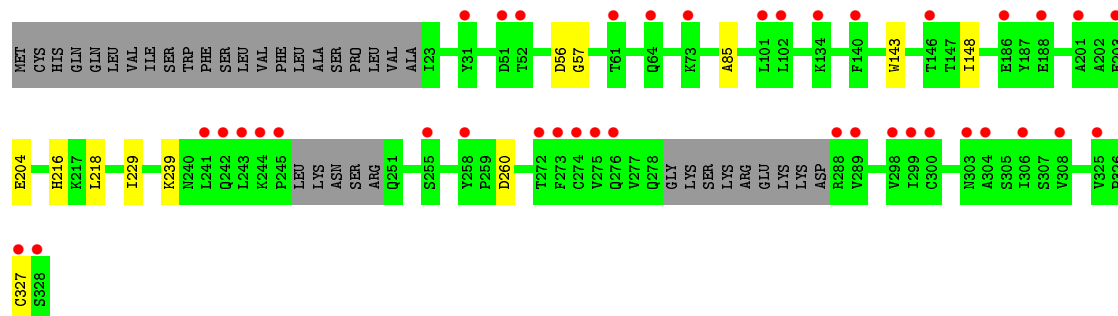 MET CYS HIS GLN GLN LEU VAL ILE SER TRP PHE SER LEU VAL PHE LEU ALA SER PRO LEU VAL ALA I23 Y31 D51 T52 D56 G57 T61 Q64 K73 A85 L101 L102 K134 F140 W143 T146 T147 I148 E186 Y187 E188 A201 A202
E204 H216 K217 L218 I229 K239 N240 L241 Q242 L243 K244 P245 LEU LYS ASN SER ARG Q251 S255 Y258 P259 D260 T272 F273 C274 V275 Q276 V277 Q278 GLY LYS SER LYS ARG GLU LYS LYS ASP R288 V289 V298 I299 C300 N303 A304 S305 I306 S307 V308 V325
C327 S328